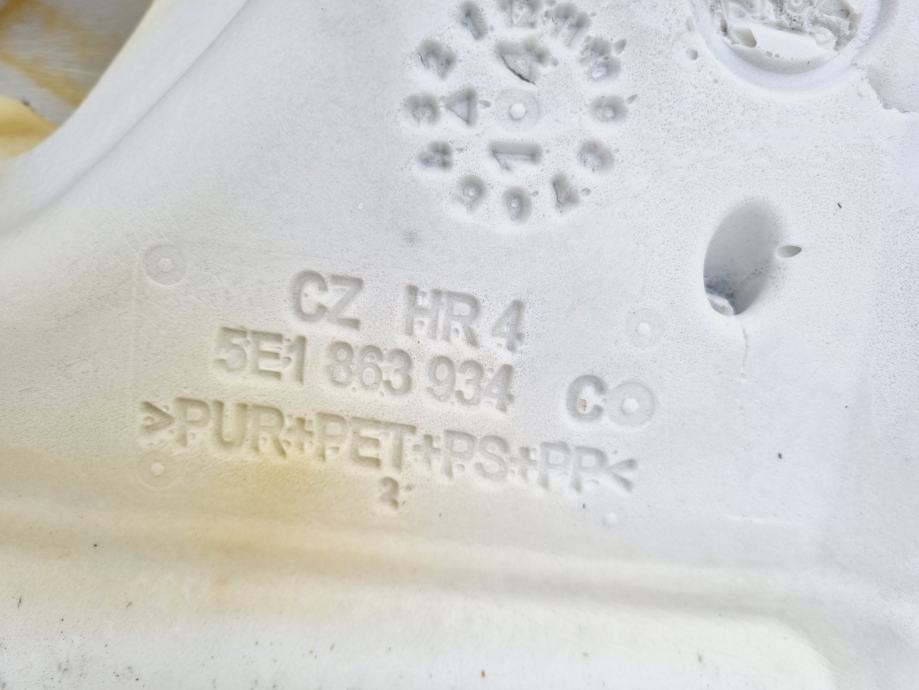 CZ HR 4
5E1 863 934 C
>PUR+PET+PS+PP<
2